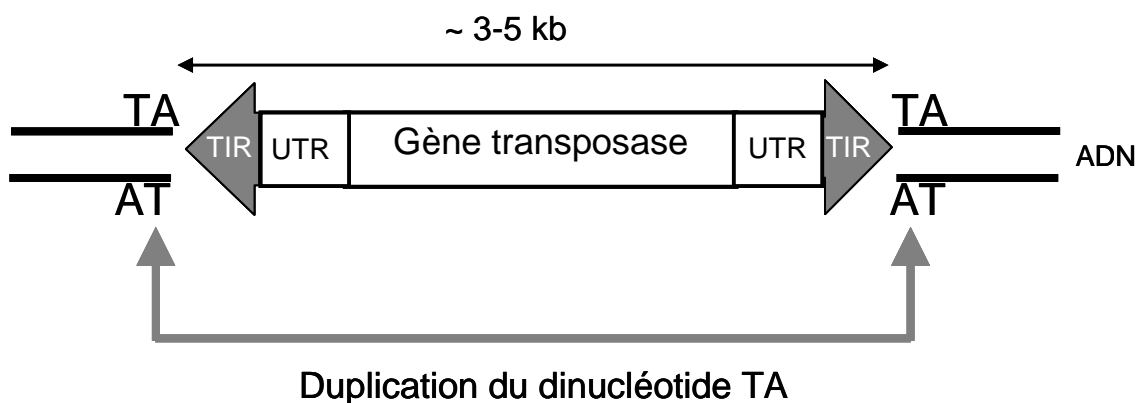 ~ 3-5 kb
TA TA
TIR UTR Gène transposase UTR TIR
ADN
AT AT
Duplication du dinucléotide TA